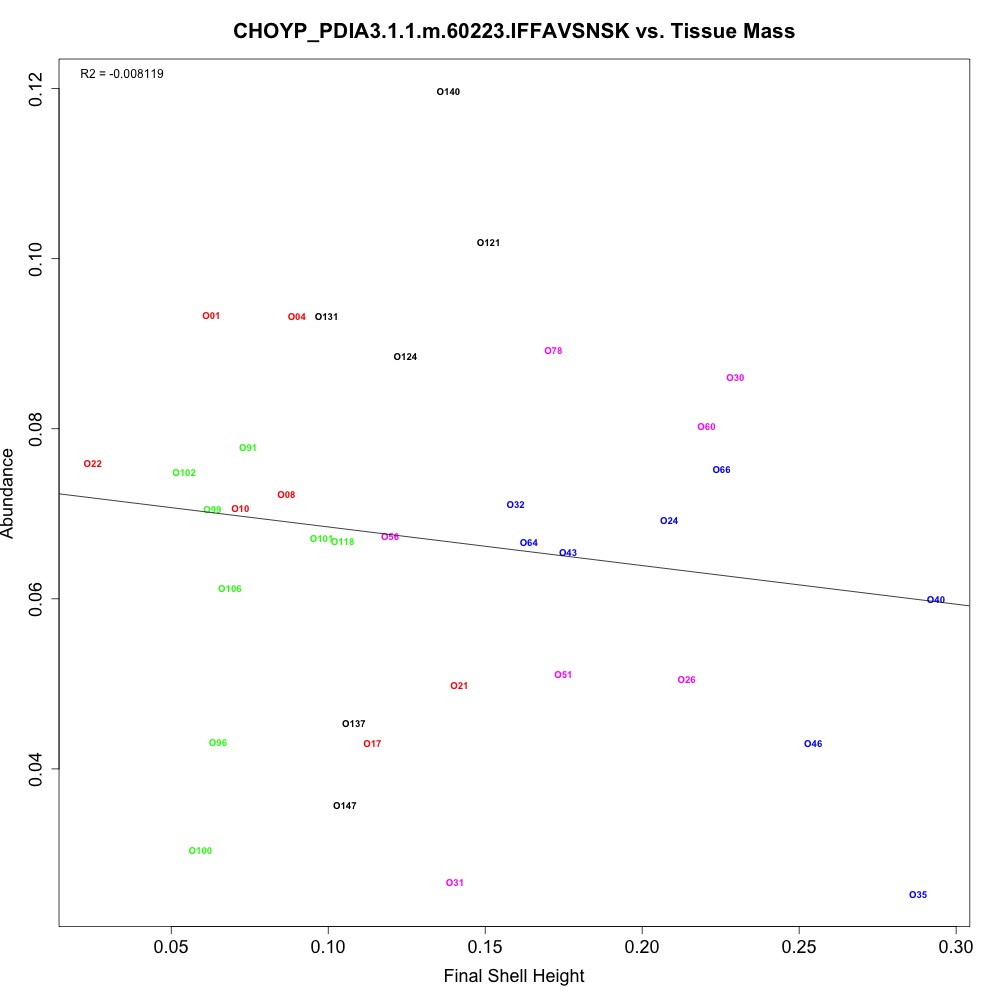 CHOYP_PDIA3.1.1.m.60223.IFFAVSNSK vs. Tissue Mass
R2 = -0.008119
0.12
O140
O121
0.10
O01
O04
O131
O124
O78
O30
0.08
O60
O91
O22
O102
O66
O08
O32
O99
O10
O24
O56
O101
O118
O64
O43
Abundance
O106
0.06
O40
O51
O26
O21
O137
O96
O17
O46
0.04
O147
O100
O31
O35
0.05
0.10
0.15
0.20
0.25
0.30
Final Shell Height